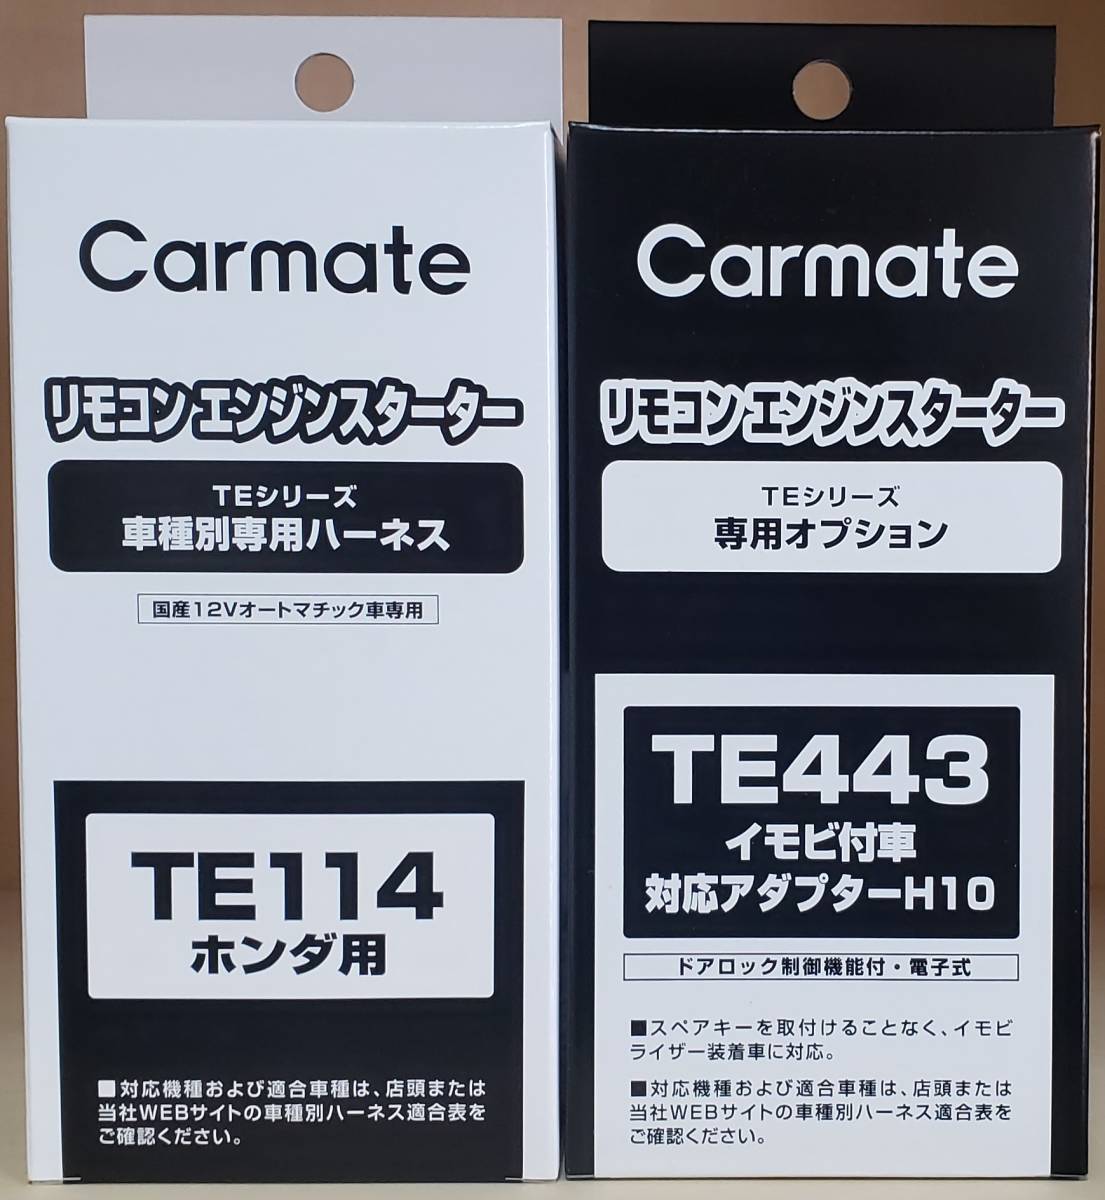 Carmate
リモコン エンジンスターター
TEシリーズ
車種別専用ハーネス
国産12Vオートマチック車専用
TE114
ホンダ用
■対応機種および適合車種は、店頭または
当社WEBサイトの車種別ハーネス適合表を
ご確認ください。
Carmate
リモコン エンジンスターター
TEシリーズ
専用オプション
TE443
イモビ付車
対応アダプターH10
ドアロック制御機能付・電子式
■スペアキーを取付けることなく、イモビ
ライザー装着車に対応。
■対応機種および適合車種は、店頭または
当社WEBサイトの車種別ハーネス適合表を
ご確認ください。